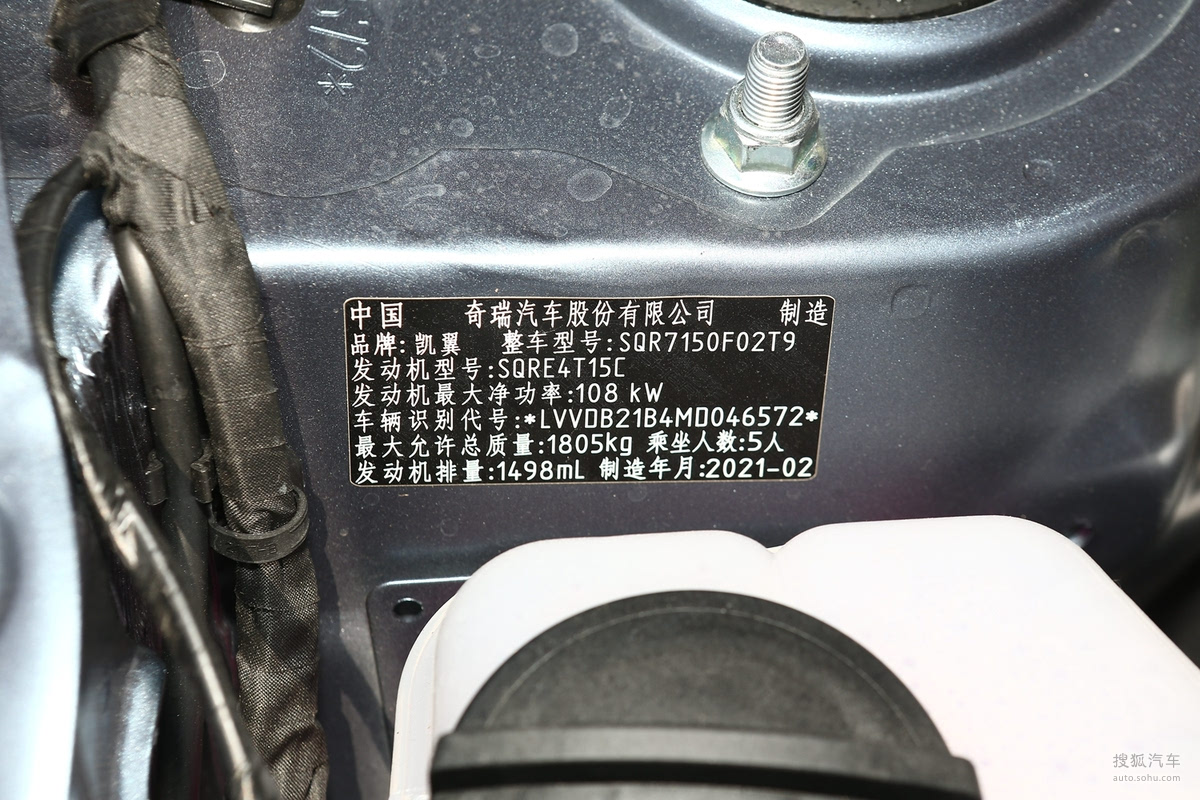 中国 奇瑞汽车股份有限公司 制造
品牌:凯翼 整车型号:SQR7150F02T9
发动机型号:SQRE4T15C
发动机最大净功率:108 kW
车辆识别代号:*LVVDB21B4MD046572*
最大允许总质量:1805kg 乘坐人数:5人
发动机排量:1498mL 制造年月:2021-02
搜狐汽车
auto.sohu.com